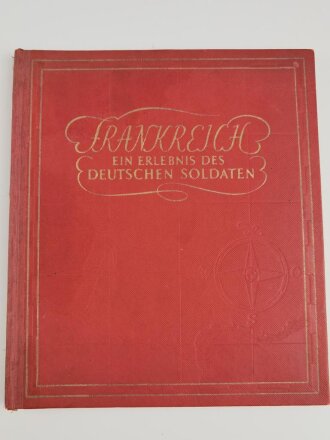 FRANKREICH
EIN ERLEBNIS DES
DEUTSCHEN SOLDATEN